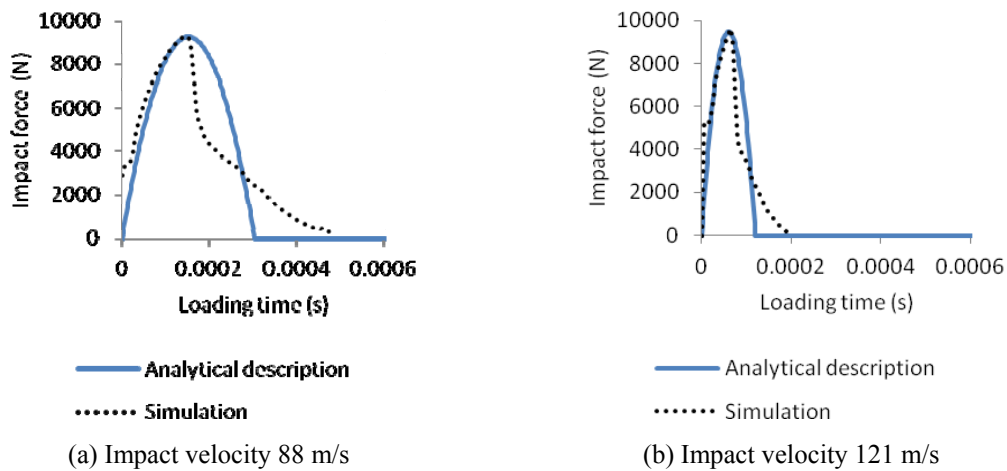 10000
8000
6000
4000
2000
0
Impact force (N)
0 0.0002 0.0004 0.0006
Loading time (s)
Analytical description
Simulation
(a) Impact velocity 88 m/s
10000
8000
6000
4000
2000
0
Impact force (N)
0 0.0002 0.0004 0.0006
Loading time (s)
Analytical description
Simulation
(b) Impact velocity 121 m/s